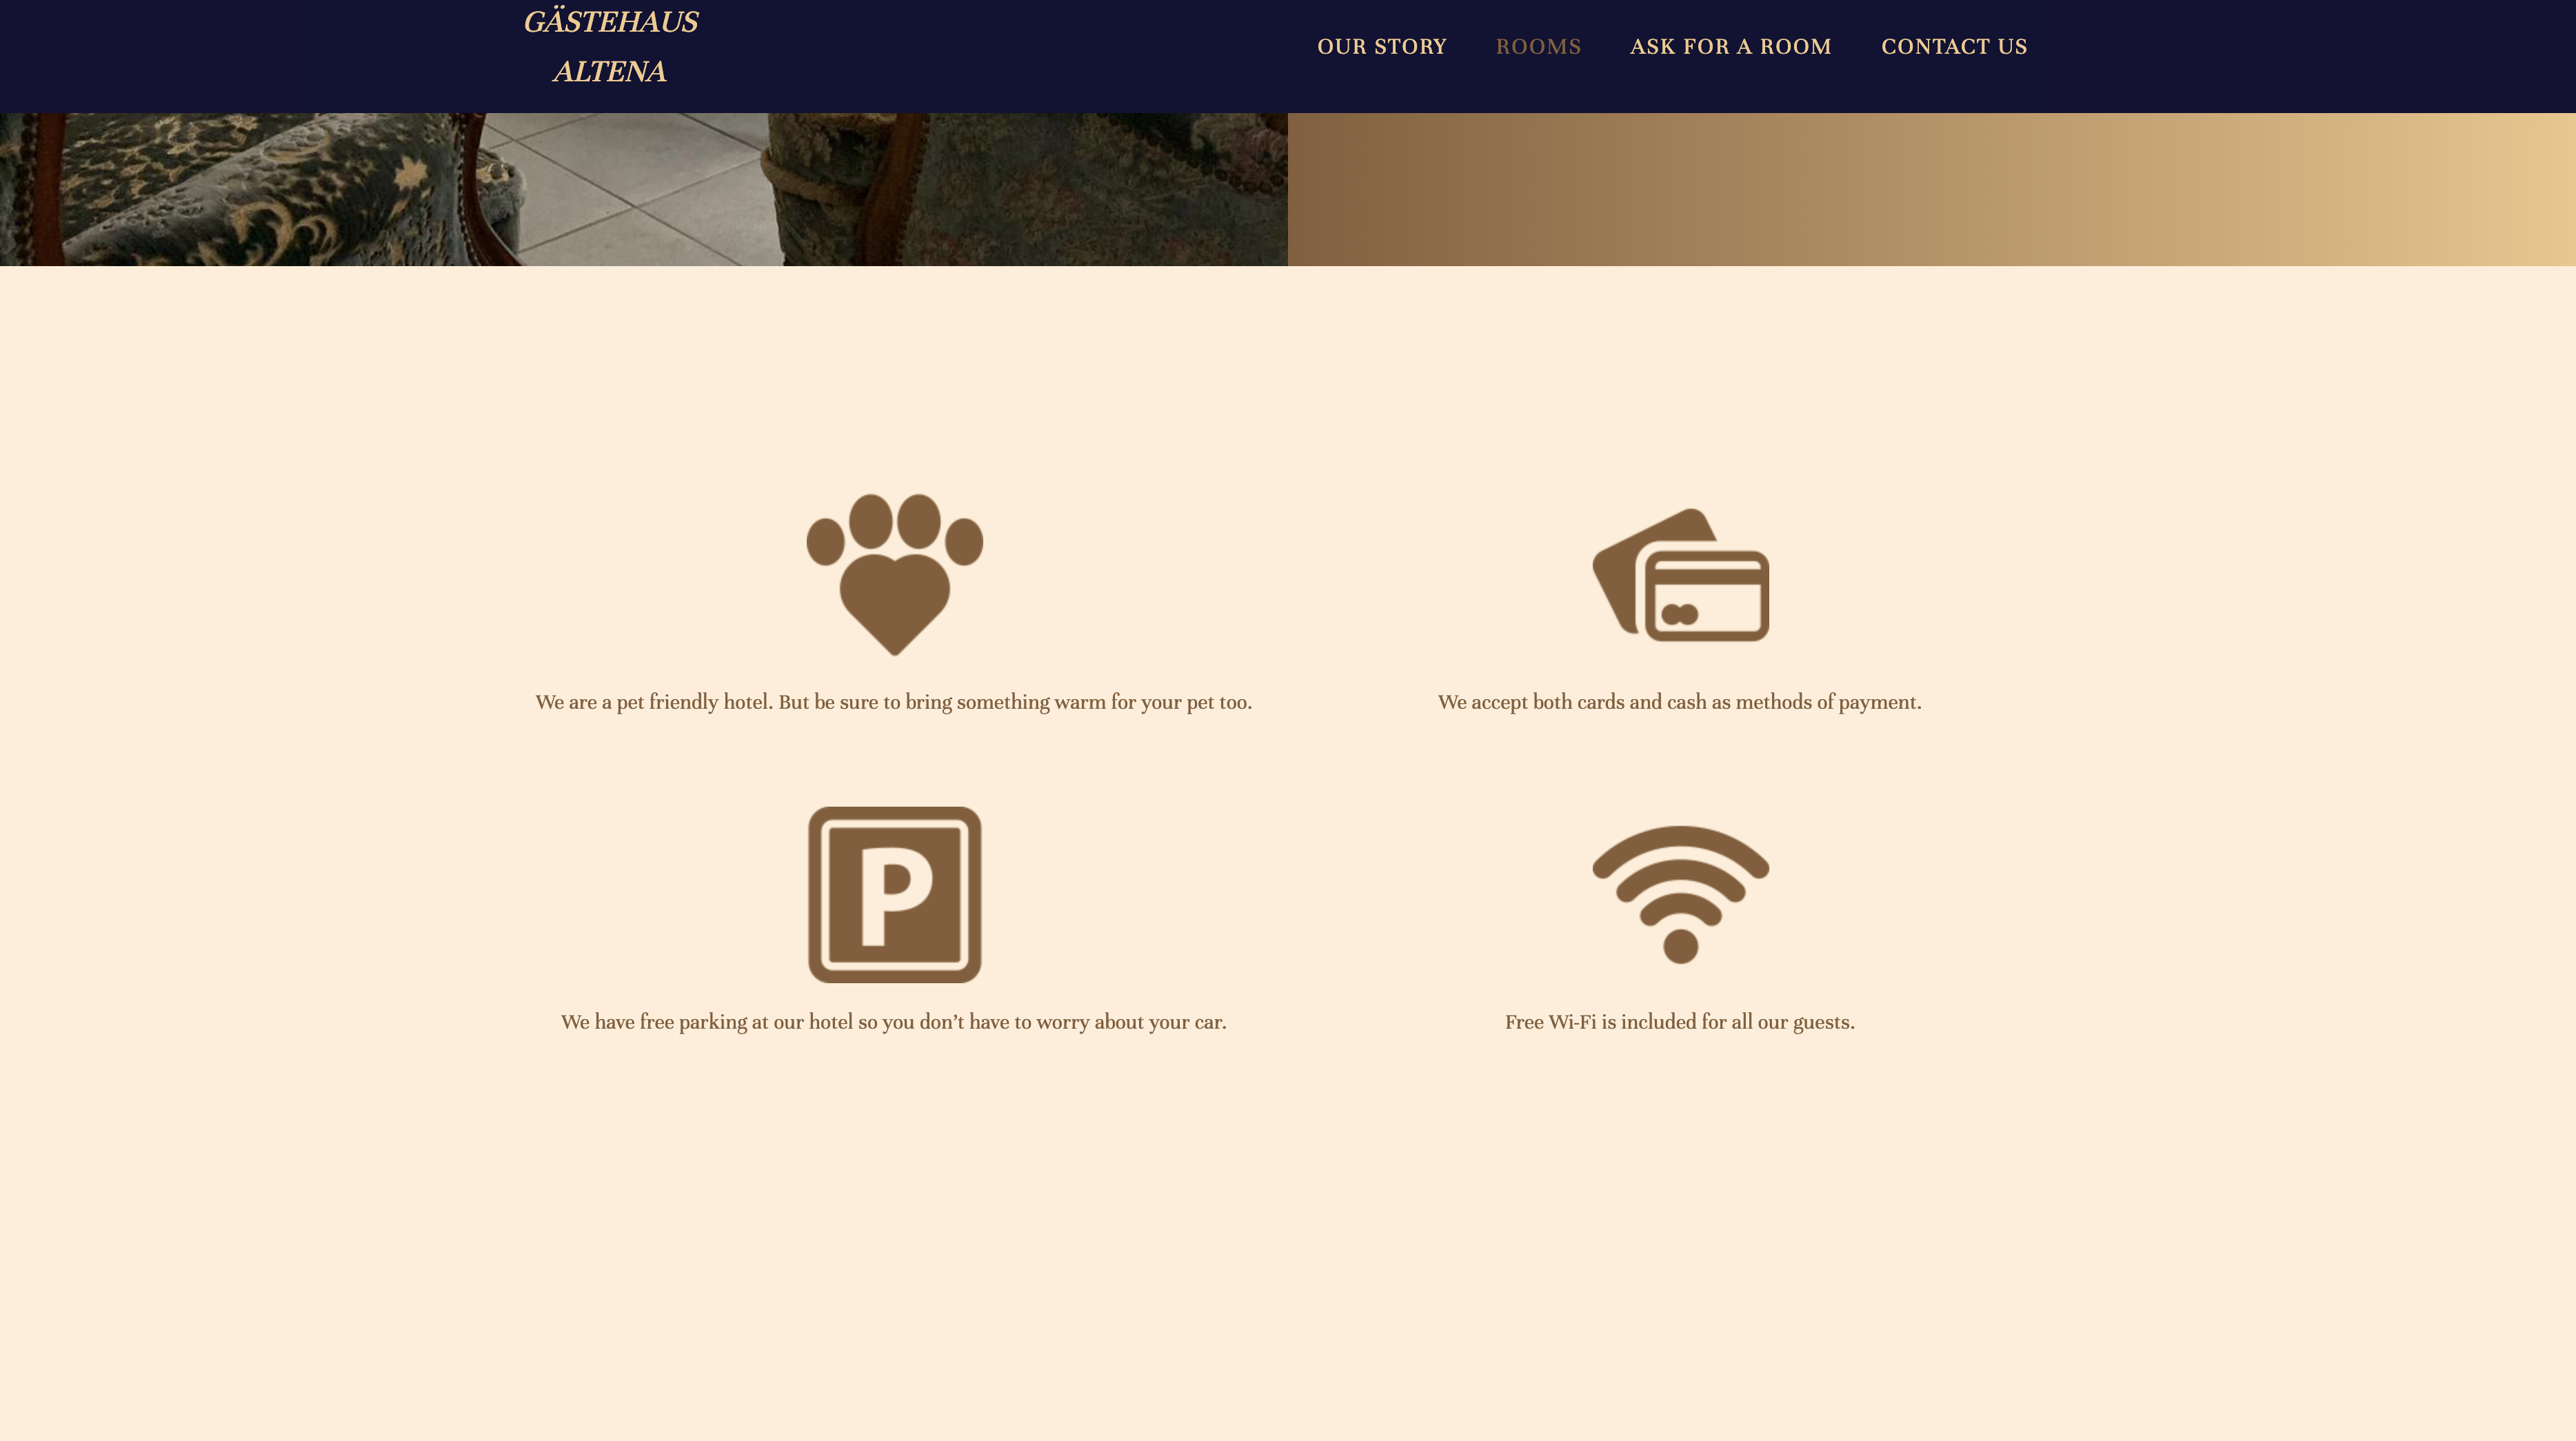 GÄSTEHAUS
ALTENA
OUR STORY ROOMS ASK FOR A ROOM CONTACT US
We are a pet friendly hotel. But be sure to bring something warm for your pet too.
We accept both cards and cash as methods of payment.
P
We have free parking at our hotel so you don’t have to worry about your car.
Free Wi-Fi is included for all our guests.